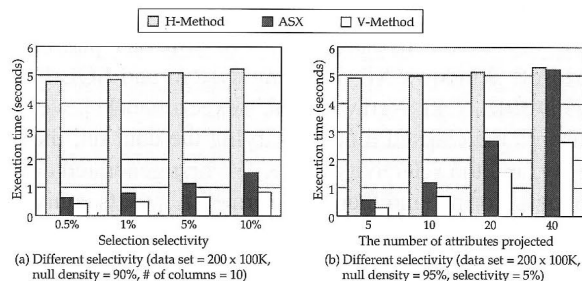 H-Method ASX V-Method
Execution time (seconds)
6
5
4
3
2
1
0
0.5% 1% 5% 10%
Selection selectivity
(a) Different selectivity (data set = 200 x 100K,
null density = 90%, # of columns = 10)
Execution time (seconds)
6
5
4
3
2
1
0
5 10 20 40
The number of attributes projected
(b) Different selectivity (data set = 200 x 100K,
null density = 95%, selectivity = 5%)